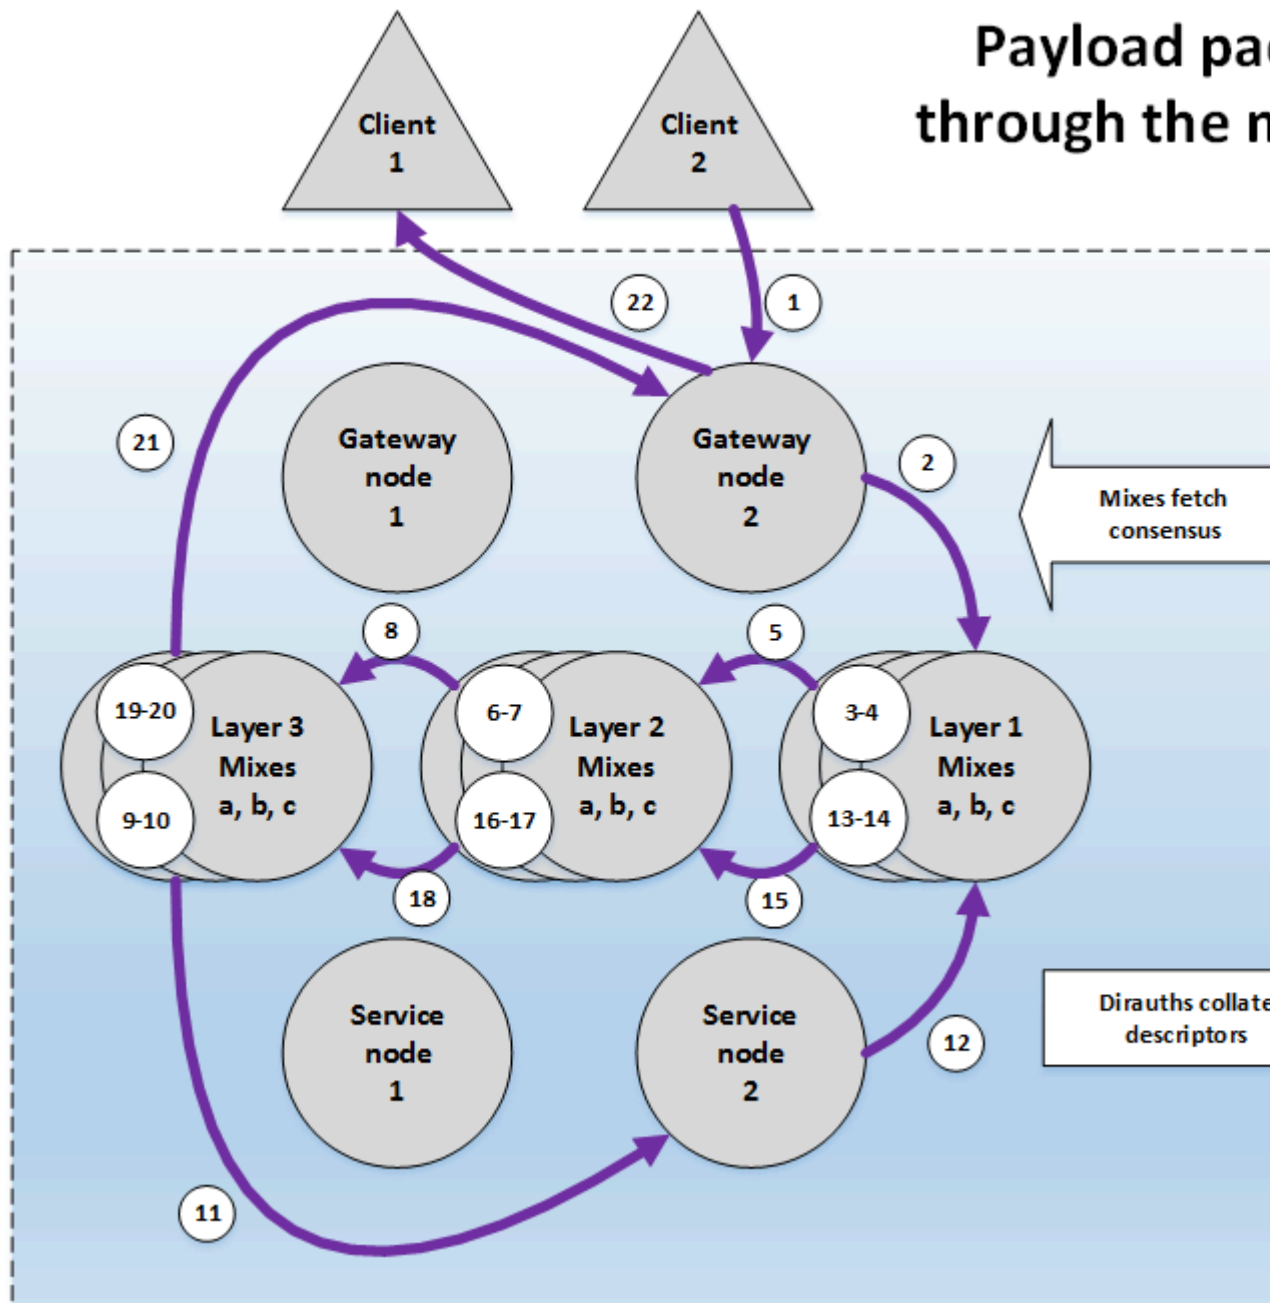 Payload
through the
Client
1
Client
2
22
1
21
Gateway
node
1
Gateway
node
2
2
Mixes fetch
consensus
8
5
19-20
Layer 3
Mixes
a, b, c
9-10
6-7
Layer 2
Mixes
a, b, c
16-17
3-4
Layer 1
Mixes
a, b, c
13-14
18
15
Service
node
1
Service
node
2
12
Dirauths collate
descriptors
11